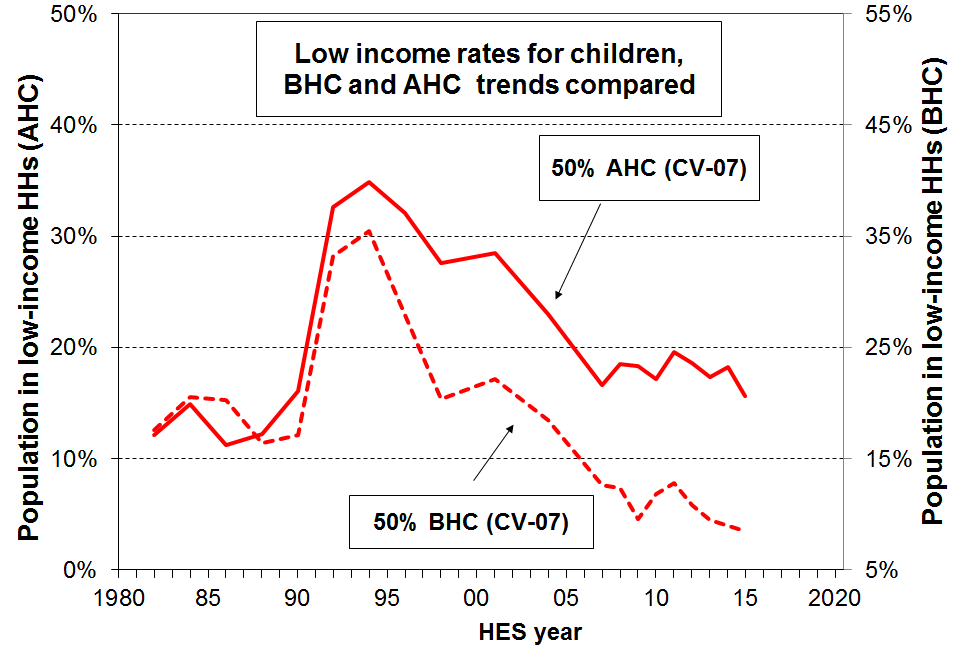 50%
40%
30%
20%
10%
0%
Population in low-income HHs (AHC)
Low income rates for children,
BHC and AHC trends compared
50% AHC (CV-07)
50% BHC (CV-07)
55%
45%
35%
25%
15%
5%
Population in low-income HHs (BHC)
1980 85 90 95 00 05 10 15 2020
HES year